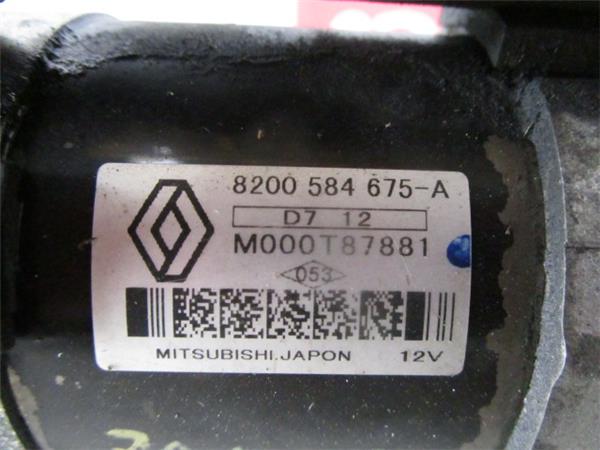 8200 584 675-A
D7 12
M000T87881
053
MITSUBISHI.JAPON 12V